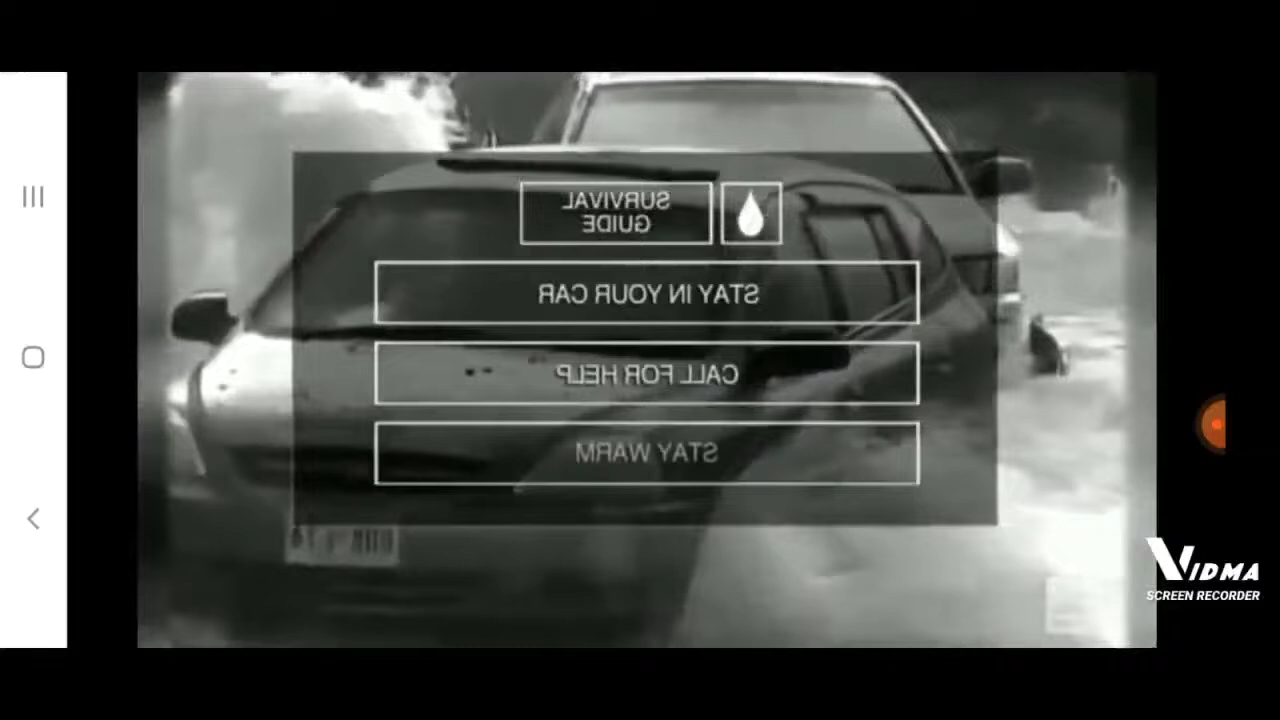 SURVIVAL
GUIDE
STAY IN YOUR CAR
CALL FOR HELP
STAY WARM
VIDMA
SCREEN RECORDER